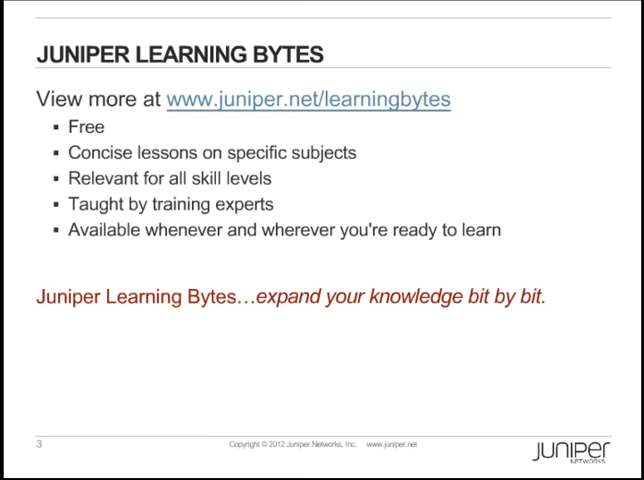 JUNIPER LEARNING BYTES
View more at www.juniper.net/learningbytes
▪ Free
▪ Concise lessons on specific subjects
▪ Relevant for all skill levels
▪ Taught by training experts
▪ Available whenever and wherever you're ready to learn
Juniper Learning Bytes…expand your knowledge bit by bit.
3
Copyright © 2012 Juniper Networks, Inc. www.juniper.net
JUNIPER
NETWORKS